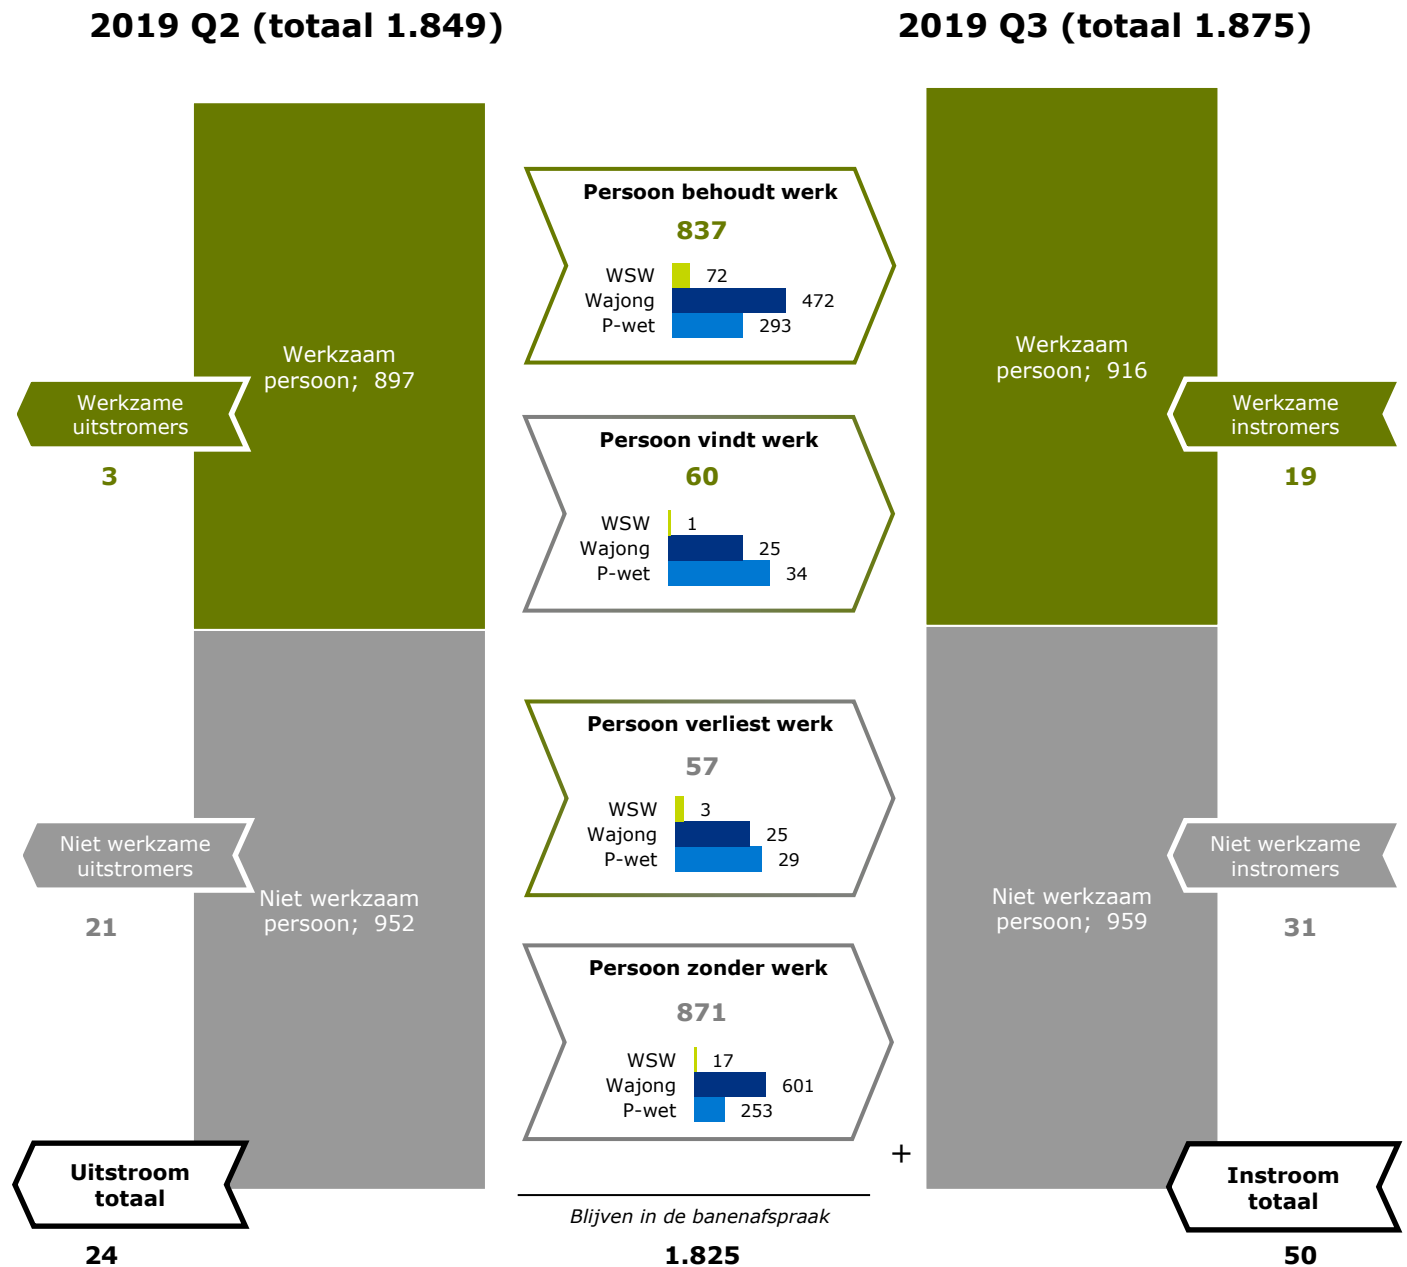 2019 Q2 (totaal 1.849)
2019 Q3 (totaal 1.875)
Werkzaam
persoon; 897
Werkzame
uitstromers
3
Niet werkzame
uitstromers
21
Niet werkzaam
persoon; 952
Uitstroom
totaal
24
Persoon behoudt werk
837
WSW 72
Wajong 472
P-wet 293
Persoon vindt werk
60
WSW 1
Wajong 25
P-wet 34
Persoon verliest werk
57
WSW 3
Wajong 25
P-wet 29
Persoon zonder werk
871
WSW 17
Wajong 601
P-wet 253
+
Blijven in de banenafspraak
1.825
Werkzaam
persoon; 916
Werkzame
instromers
19
Niet werkzame
instromers
31
Niet werkzaam
persoon; 959
Instroom
totaal
50